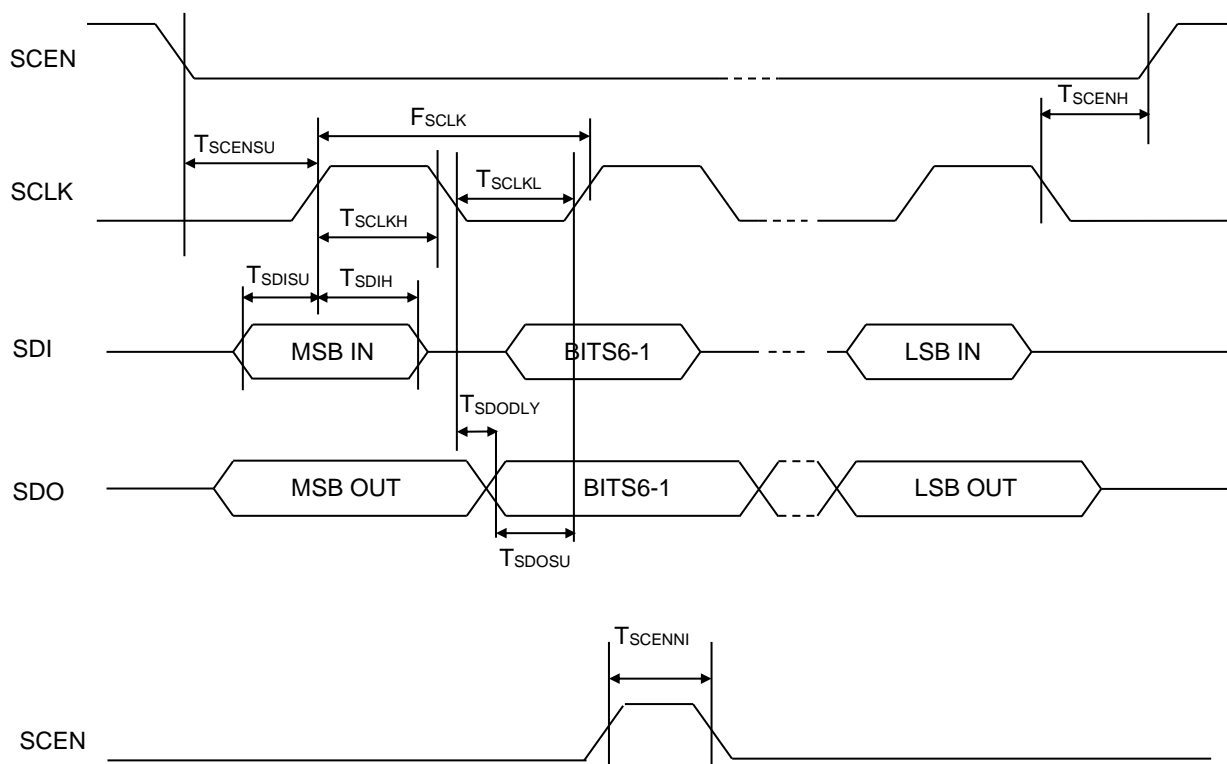 SCEN
TSCENH
FSCLK
TSCENSU
SCLK
TSCLKL
TSCLKH
TSDISU
TSDIH
SDI
MSB IN
BITS6-1
LSB IN
TSDODLY
SDO
MSB OUT
BITS6-1
LSB OUT
TSDOSU
TSCENNI
SCEN